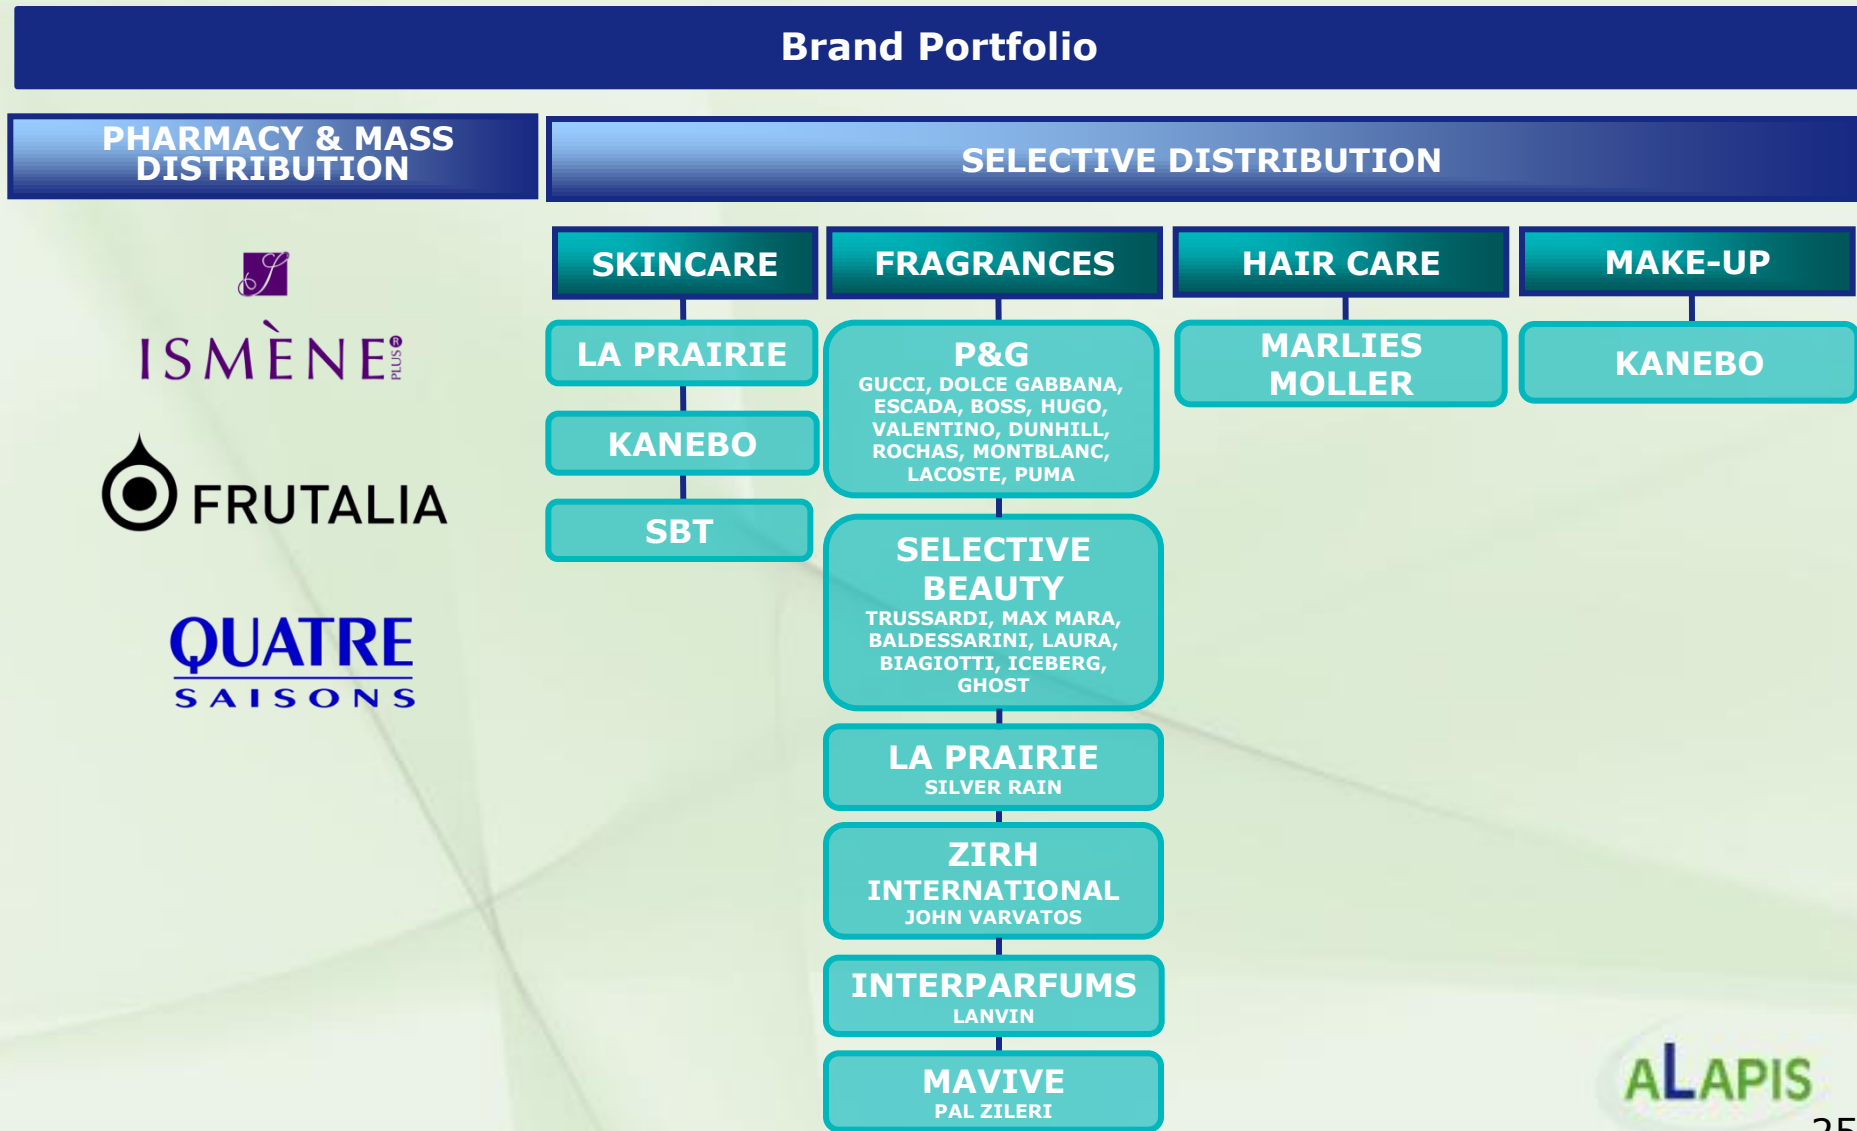 Brand Portfolio
PHARMACY & MASS
DISTRIBUTION
SELECTIVE DISTRIBUTION
ISMÈNE PLUS®
FRUTALIA
QUATRE
SAISONS
SKINCARE
LA PRAIRIE
KANEBO
SBT
FRAGRANCES
P&G
GUCCI, DOLCE GABBANA,
ESCADA, BOSS, HUGO,
VALENTINO, DUNHILL,
ROCHAS, MONTBLANC,
LACOSTE, PUMA
SELECTIVE
BEAUTY
TRUSSARDI, MAX MARA,
BALDESSARINI, LAURA,
BIAGIOTTI, ICEBERG,
GHOST
LA PRAIRIE
SILVER RAIN
ZIRH
INTERNATIONAL
JOHN VARVATOS
INTERPARFUMS
LANVIN
MAVIVE
PAL ZILERI
HAIR CARE
MARLIES
MOLLER
MAKE-UP
KANEBO
ALAPIS
25